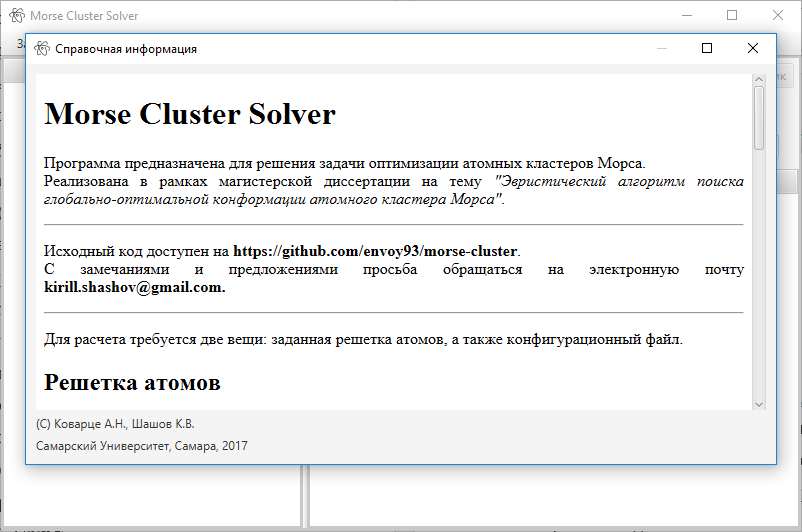 Morse Cluster Solver
Справочная информация
Morse Cluster Solver
Программа предназначена для решения задачи оптимизации атомных кластеров Морса.
Реализована в рамках магистерской диссертации на тему "Эвристический алгоритм поиска
глобально-оптимальной конформации атомного кластера Морса".
Исходный код доступен на https://github.com/envoy93/morse-cluster.
С замечаниями и предложениями просьба обращаться на электронную почту
kirill.shashov@gmail.com.
Для расчета требуется две вещи: заданная решетка атомов, а также конфигурационный файл.
Решетка атомов
(C) Коварце А.Н., Шашов К.В.
Самарский Университет, Самара, 2017